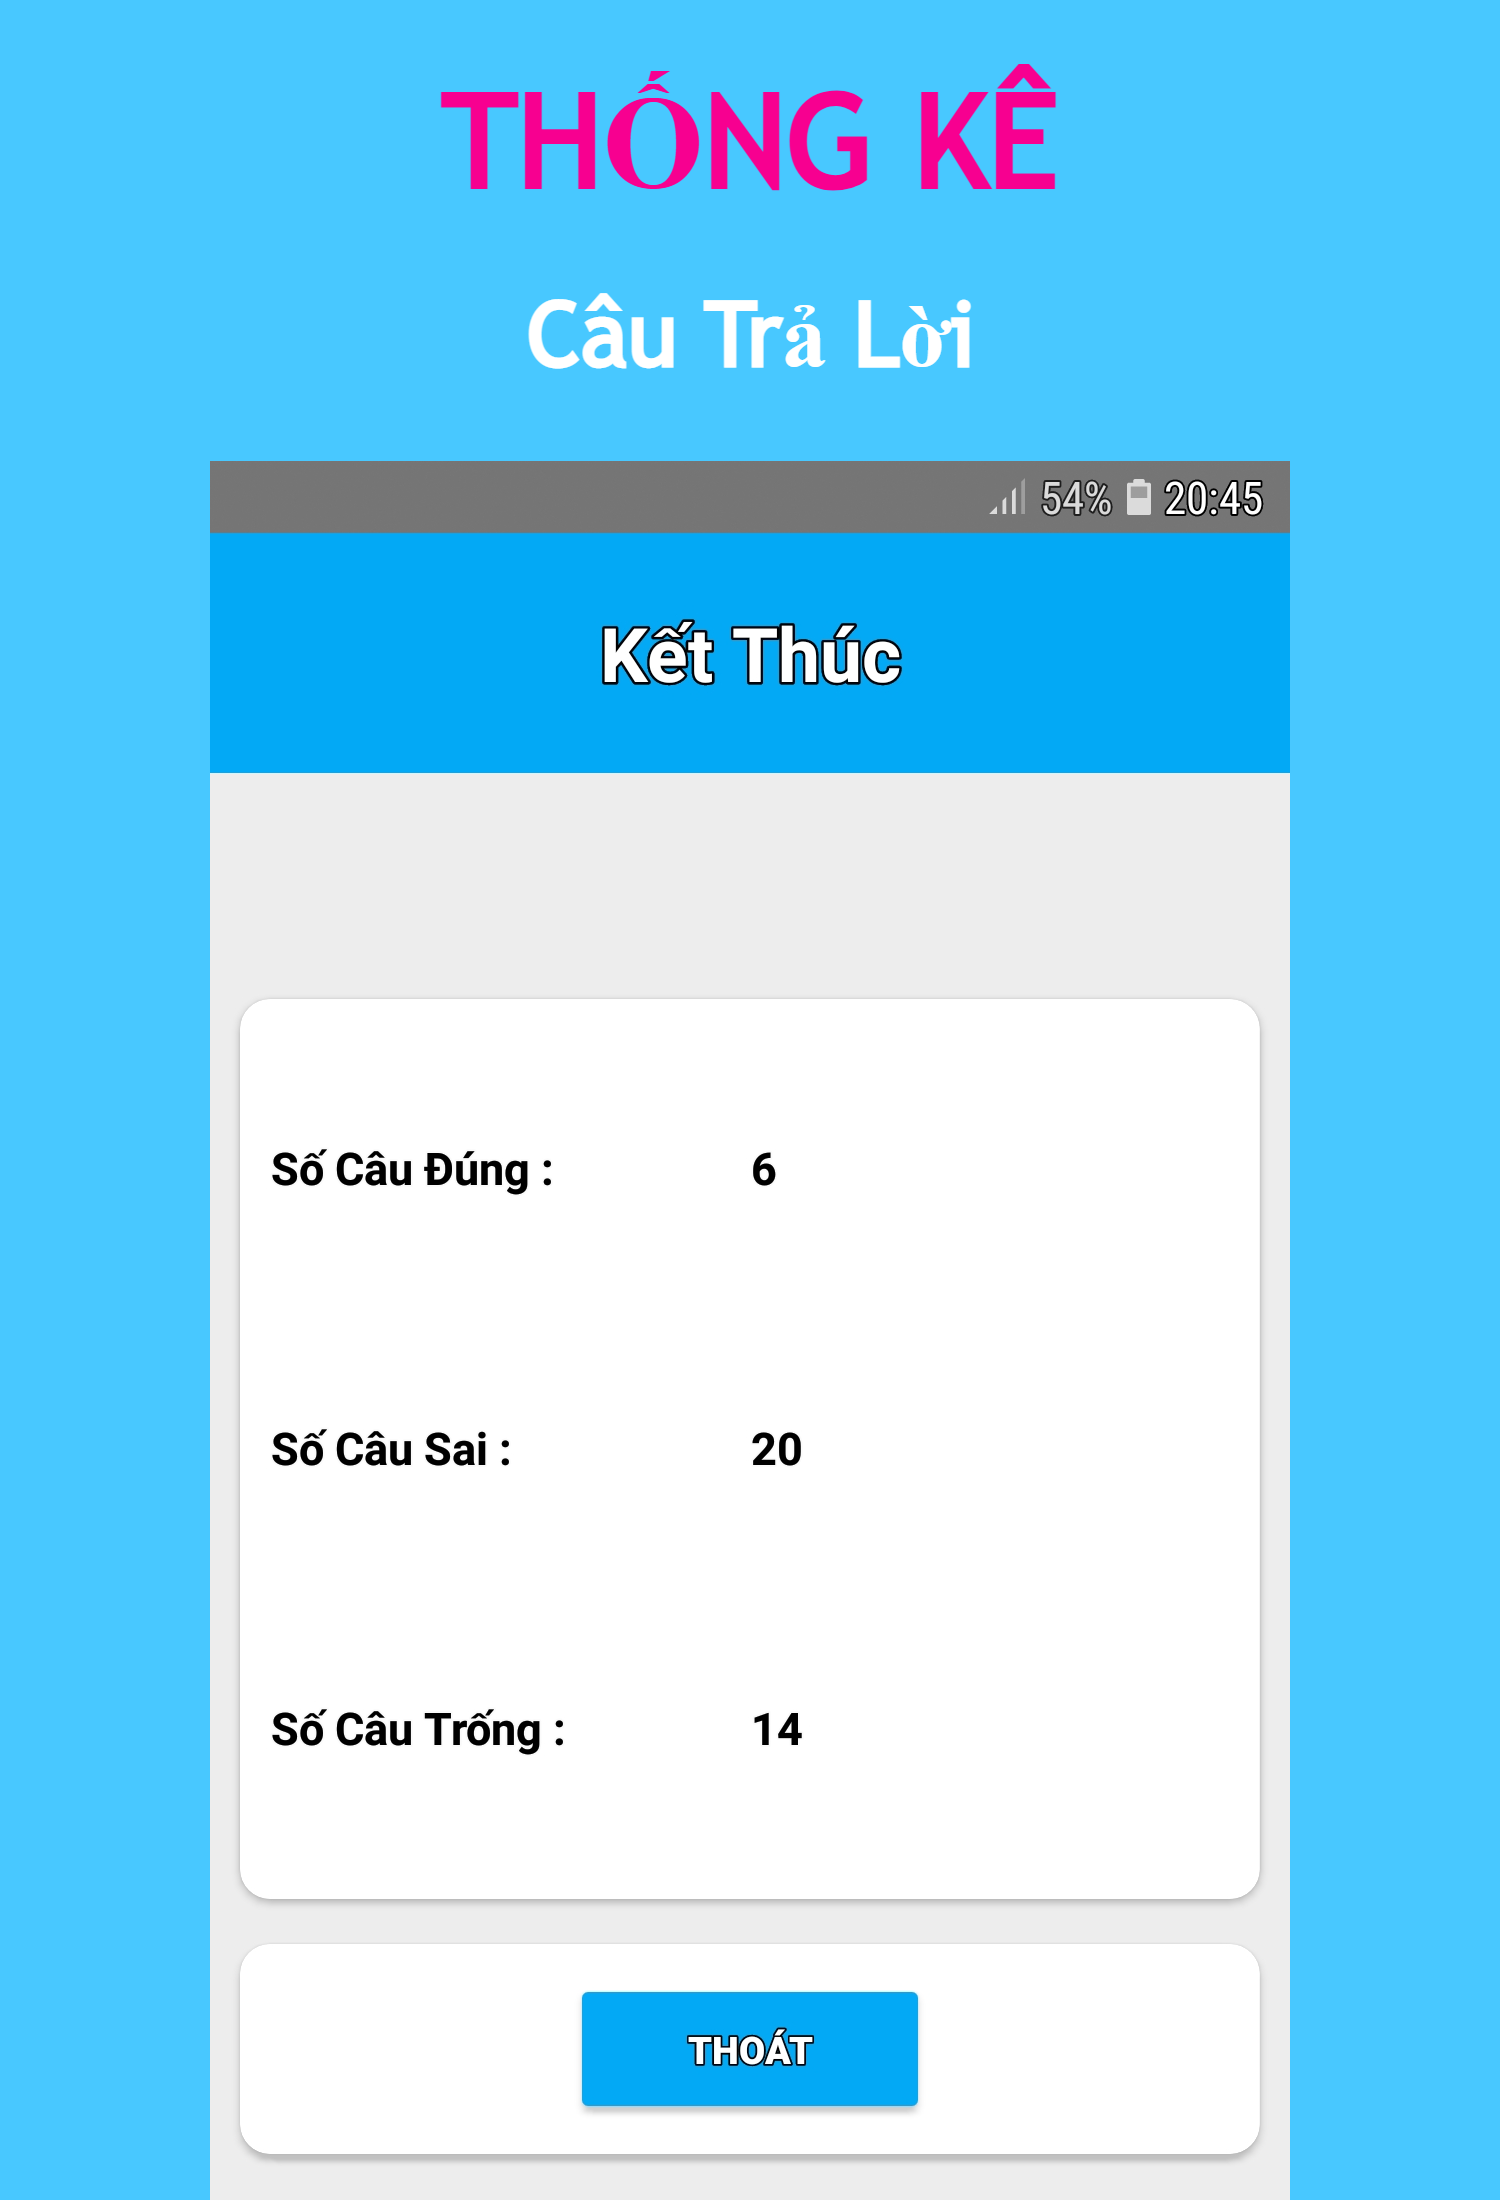 THỐNG KÊ
Câu Trả Lời
54% 20:45
Kết Thúc
Số Câu Đúng : 6
Số Câu Sai : 20
Số Câu Trống : 14
THOÁT